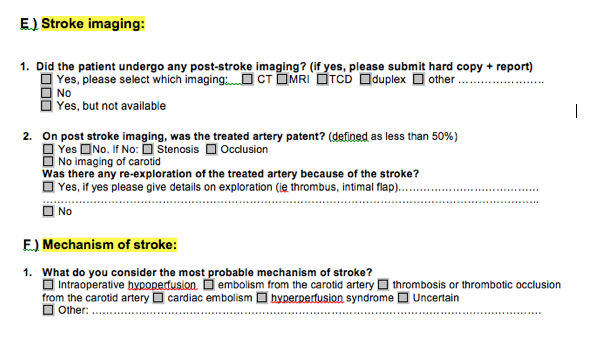 E.) Stroke imaging:
1. Did the patient undergo any post-stroke imaging? (if yes, please submit hard copy + report)
☐ Yes, please select which imaging: ☐ CT ☐MRI ☐TCD ☐duplex ☐ other ........................
☐ No
☐ Yes, but not available
2. On post stroke imaging, was the treated artery patent? (defined as less than 50%)
☐ Yes ☐No. If No: ☐ Stenosis ☐ Occlusion
☐ No imaging of carotid
Was there any re-exploration of the treated artery because of the stroke?
☐ Yes, if yes please give details on exploration (ie thrombus, intimal flap)........................................
........................................................................................................................................
☐ No
F.) Mechanism of stroke:
1. What do you consider the most probable mechanism of stroke?
☐ Intraoperative hypoperfusion ☐ embolism from the carotid artery ☐ thrombosis or thrombotic occlusion
from the carotid artery ☐ cardiac embolism ☐ hyperperfusion syndrome ☐ Uncertain
☐ Other: ........................................................................................................................